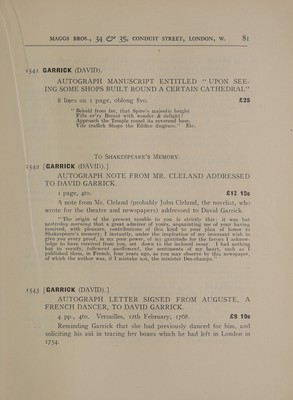 MAGGS BROS., 34 & 35, CONDUIT STREET, LONDON, W. 81
1541 GARRICK (DAVID).
AUTOGRAPH MANUSCRIPT ENTITLED "UPON SEE-
ING SOME SHOPS BUILT ROUND A CERTAIN CATHEDRAL"
8 lines on 1 page, oblong 8vo. £25
"Behold from far, that Spire's majestic height
Fills ev'ry Breast with wonder & delight!
Approach the Temple round its reverend base,
Vile traffick Shops the Edifice disgrace." Etc.
TO SHAKESPEARE'S MEMORY.
1542 [GARRICK (DAVID).]
AUTOGRAPH NOTE FROM MR. CLELAND ADDRESSED
TO DAVID GARRICK.
1 page, 4to. £12 10s
A note from Mr. Cleland (probably John Cleland, the novelist, who
wrote for the theatre and newspapers) addressed to David Garrick.
"The origin of the present trouble to you is strictly this: it was but
yesterday morning that a great admirer of yours, acquainting me of your having
received, with pleasure, contributions of this kind to your plan of honor to
Shakespeare's memory, I instantly, under the inspiration of my incessant wish to
give you every proof, in my poor power, of my gratitude for the favors I acknow-
ledge to have received from you, set down to the inclosed essay. I had nothing
but to recoily, followed quellement, the sentiments of my heart, such as I
published them, in French, four years ago, as you may observe by this newspaper,
of which the author was, if I mistake not, the minister Des-champs."
1543 [GARRICK (DAVID).]
AUTOGRAPH LETTER SIGNED FROM AUGUSTE, A
FRENCH DANCER, TO DAVID GARRICK.
4 pp., 4to. Versailles, 12th February, 1768. £8 10s
Reminding Garrick that she had previously danced for him, and
soliciting his aid in tracing her boxes which he had left in London in
1754.